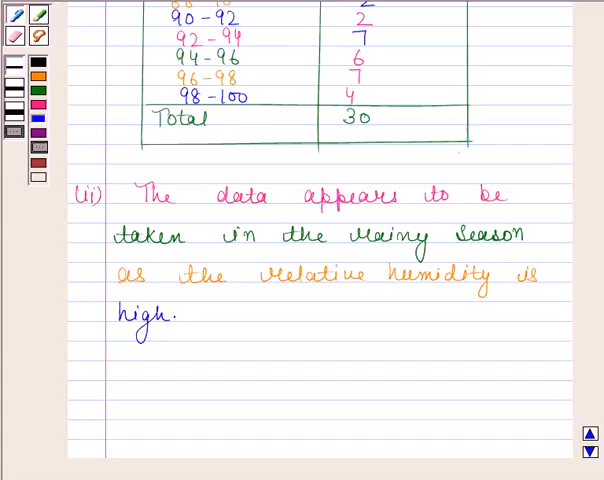 90-92 2
92-94 7
94-96 6
96-98 7
98-100 4
Total 30
(ii) The data appears to be
taken in the rainy season
as the relative humidity is
high.